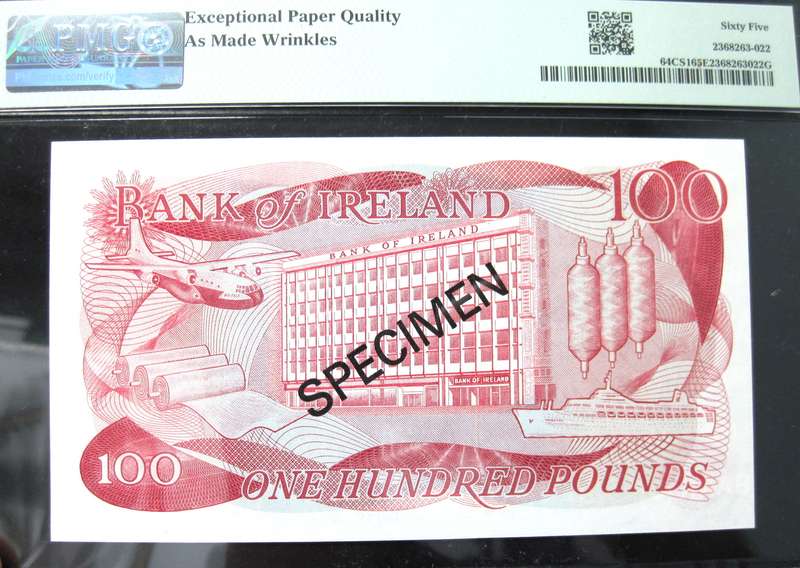 PMG
Exceptional Paper Quality
As Made Wrinkles
Sixty Five
2368263-022
64CS165E2368263022G
BANK of IRELAND
100
BANK OF IRELAND
SPECIMEN
BANK OF IRELAND
100
ONE HUNDRED POUNDS